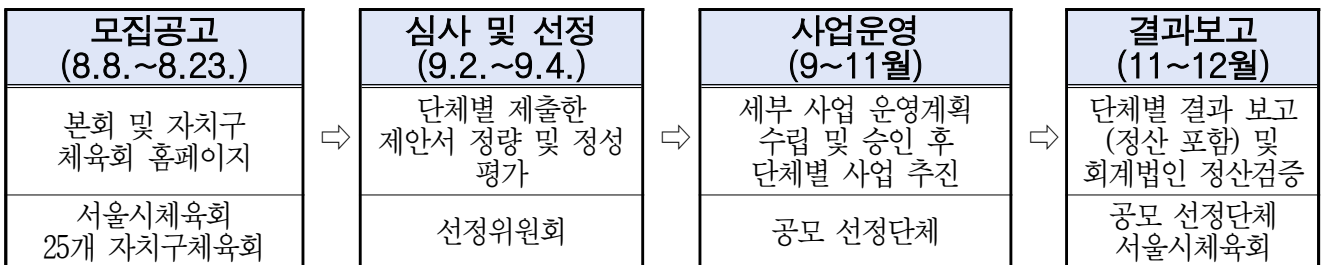 모집공고
(8.8.~8.23.)
본회 및 자치구
체육회 홈페이지
서울시체육회
25개 자치구체육회
⇨
심사 및 선정
(9.2.~9.4.)
단체별 제출한
제안서 정량 및 정성
평가
선정위원회
⇨
사업운영
(9~11월)
세부 사업 운영계획
수립 및 승인 후
단체별 사업 추진
공모 선정단체
⇨
결과보고
(11~12월)
단체별 결과 보고
(정산 포함) 및
회계법인 정산검증
공모 선정단체
서울시체육회